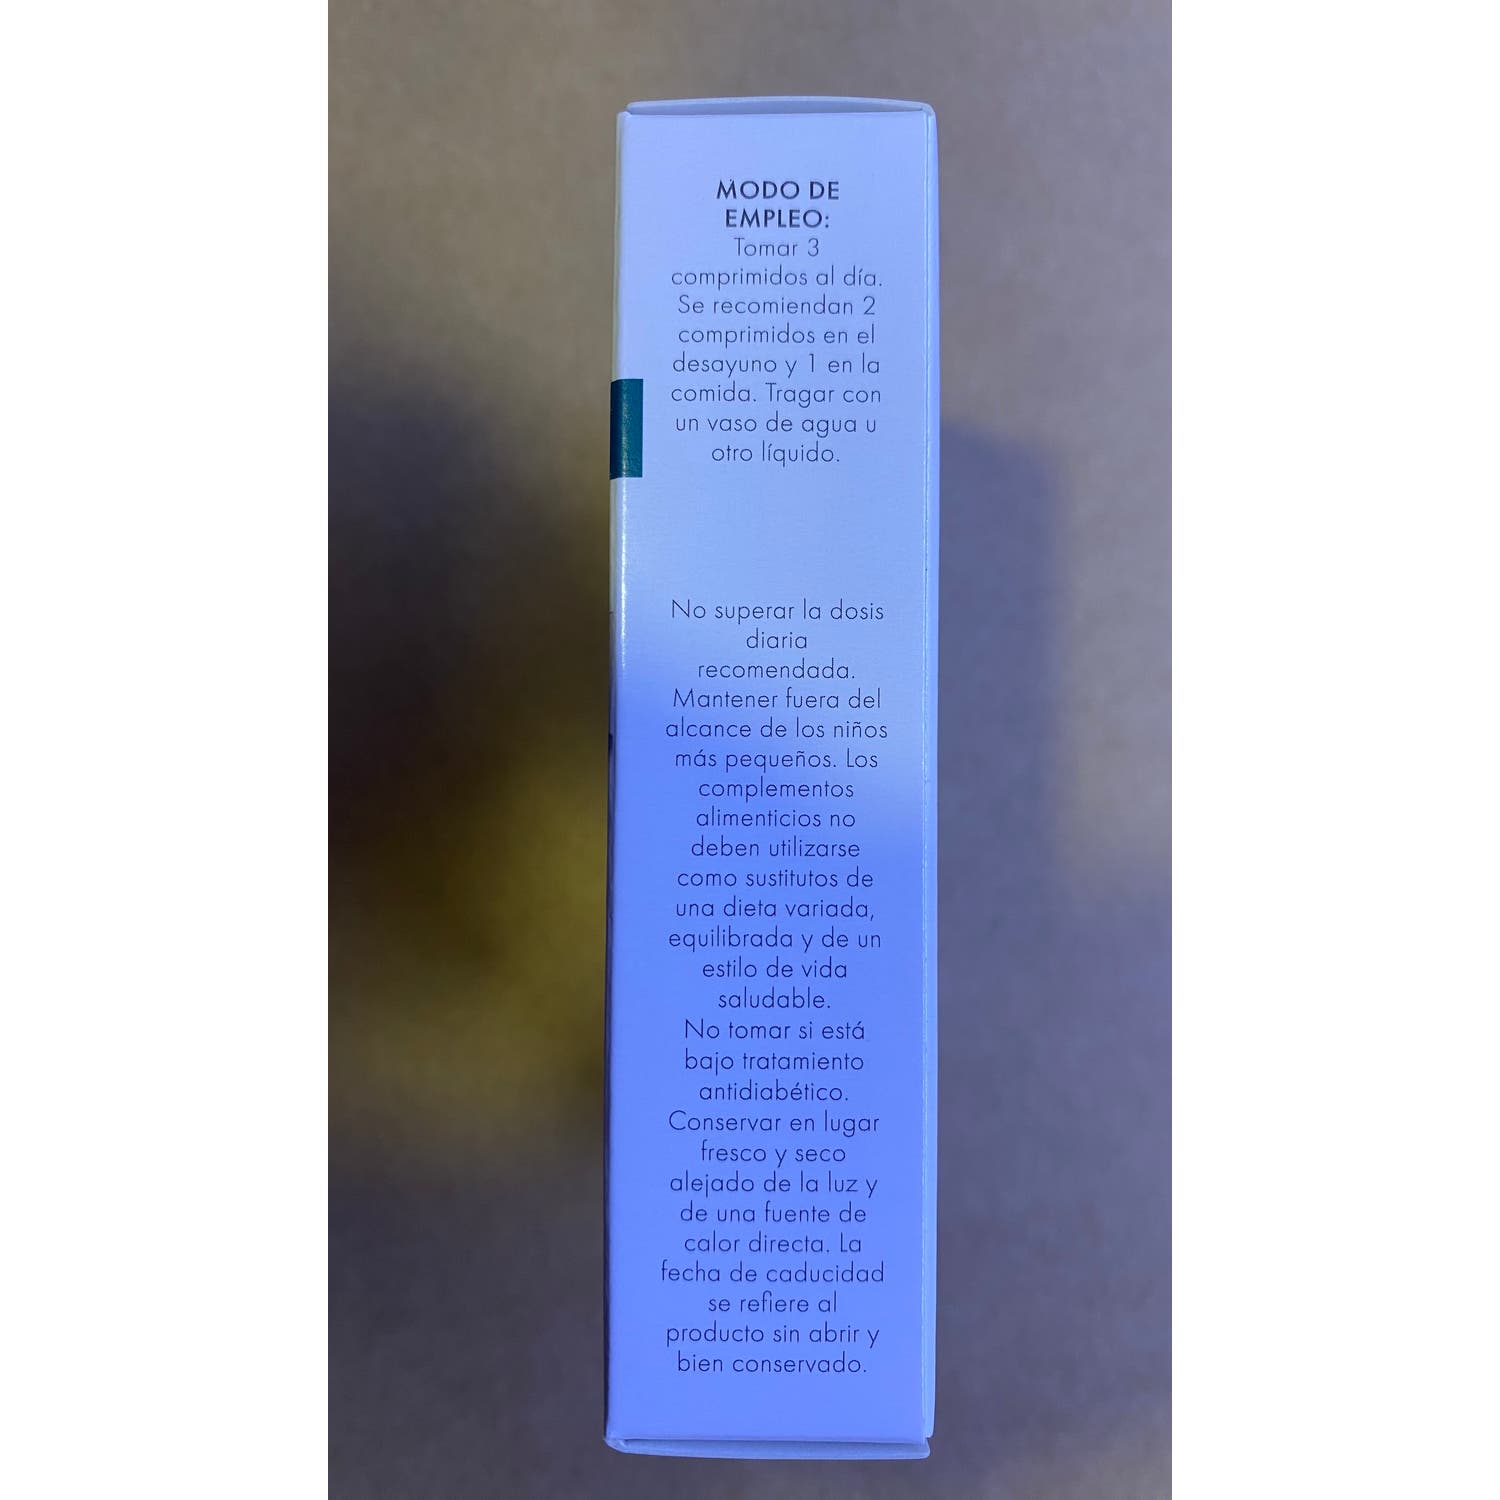 MODO DE
EMPLEO:
Tomar 3
comprimidos al día.
Se recomiendan 2
comprimidos en el
desayuno y 1 en la
comida. Tragar con
un vaso de agua u
otro líquido.
No superar la dosis
diaria
recomendada.
Mantener fuera del
alcance de los niños
más pequeños. Los
complementos
alimenticios no
deben utilizarse
como sustitutos de
una dieta variada,
equilibrada y de un
estilo de vida
saludable.
No tomar si está
bajo tratamiento
antidiabético.
Conservar en lugar
fresco y seco
alejado de la luz y
de una fuente de
calor directa. La
fecha de caducidad
se refiere al
producto sin abrir y
bien conservado.